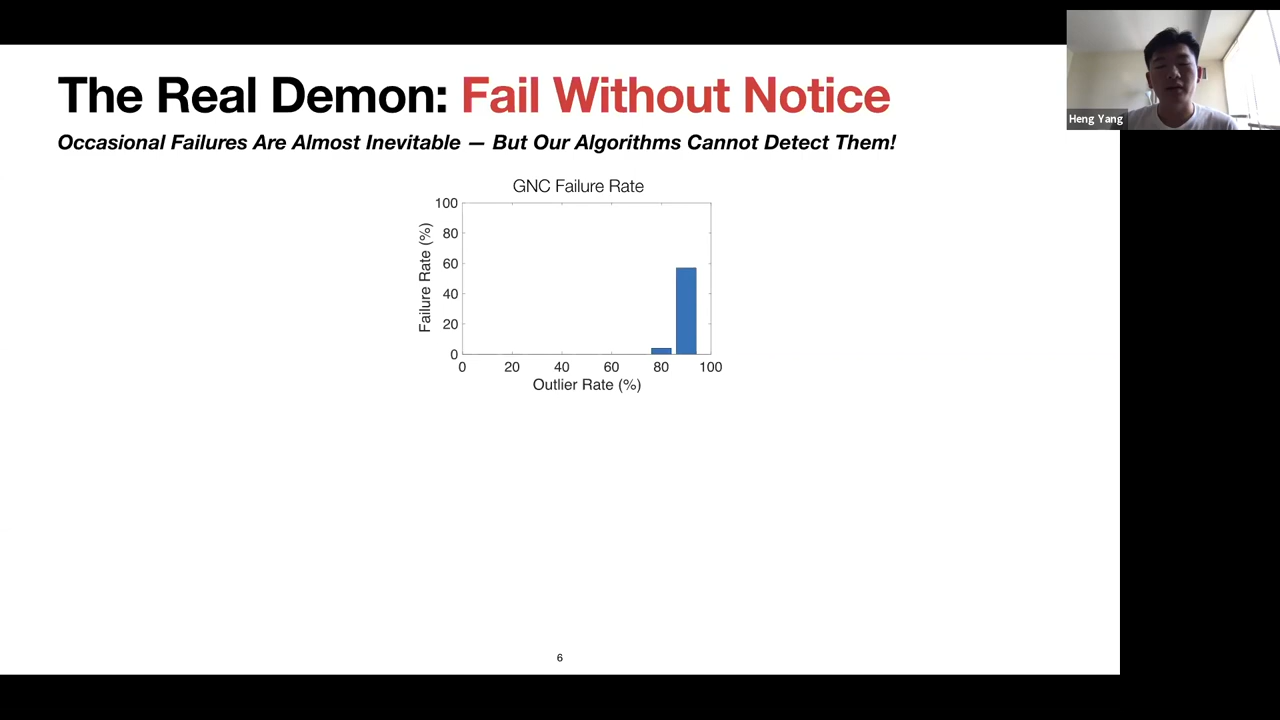 The Real Demon: Fail Without Notice
Occasional Failures Are Almost Inevitable — But Our Algorithms Cannot Detect Them!
Heng Yang
GNC Failure Rate
Failure Rate (%)
100
80
60
40
20
0
0 20 40 60 80 100
Outlier Rate (%)
6